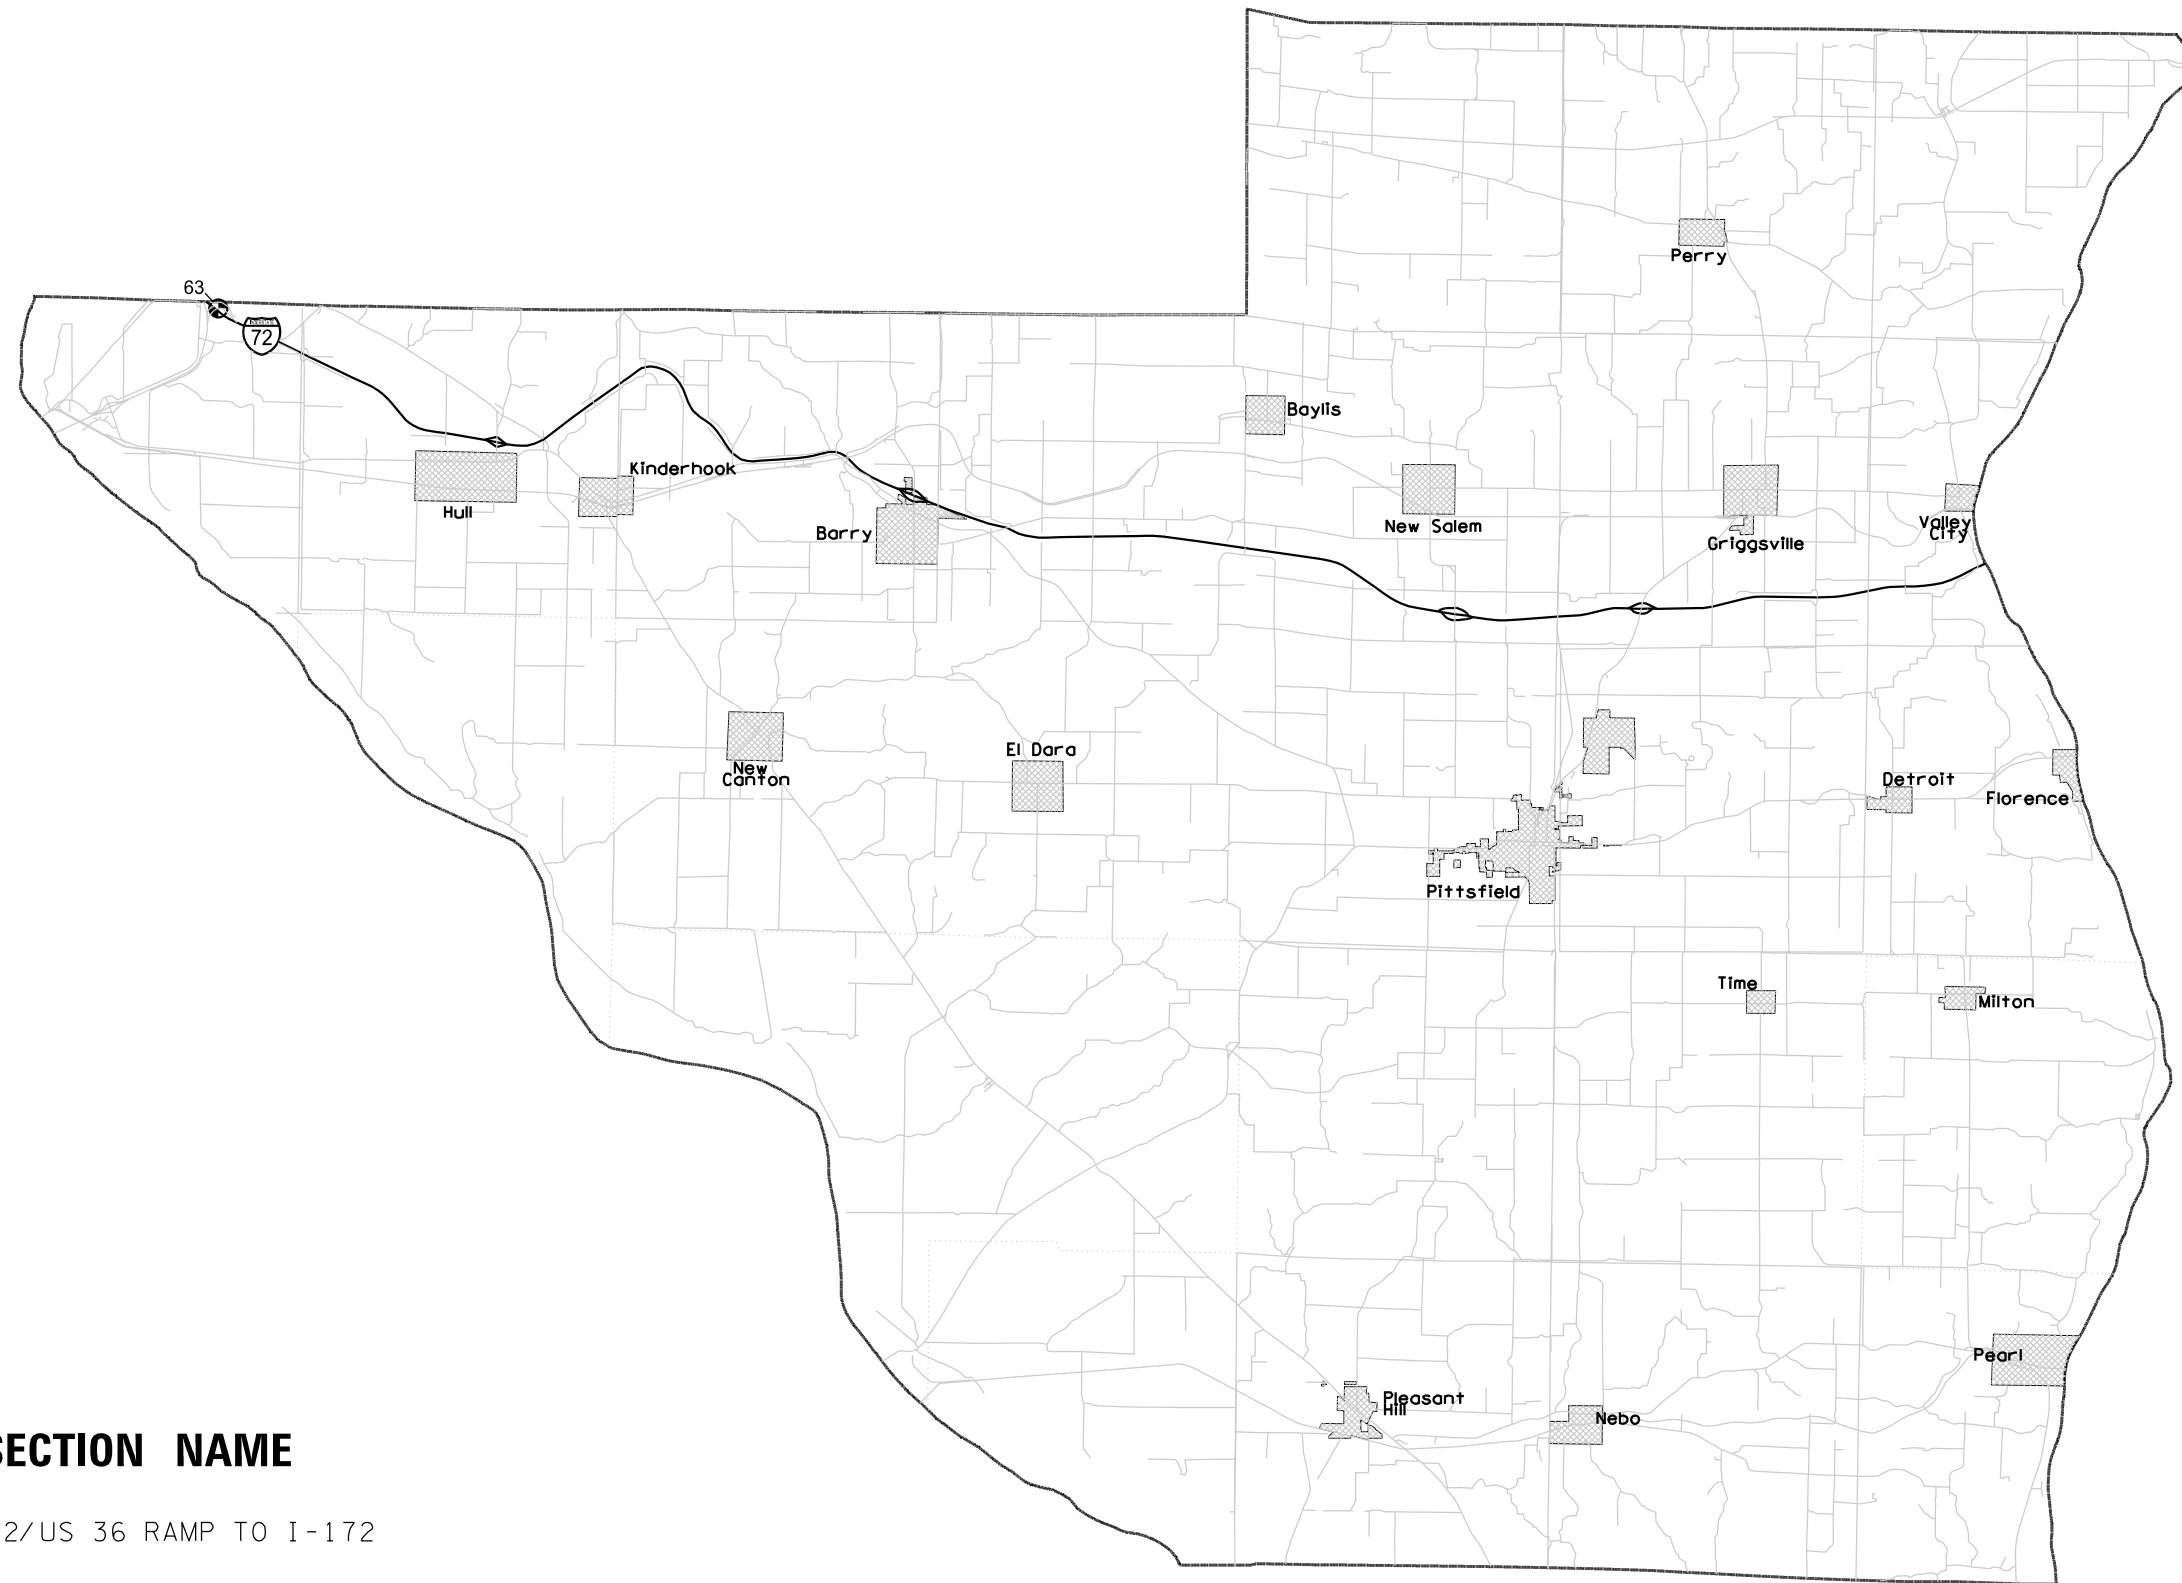 Perry
63
72
Baylis
Kinderhook
Hull
New Salem
Barry
Griggsville
Valley
City
El Dara
New
Canton
Detroit
Florence
Pittsfield
Time
Milton
Pearl
Pleasant
Hill
Nebo
SECTION NAME
2/US 36 RAMP TO I-172